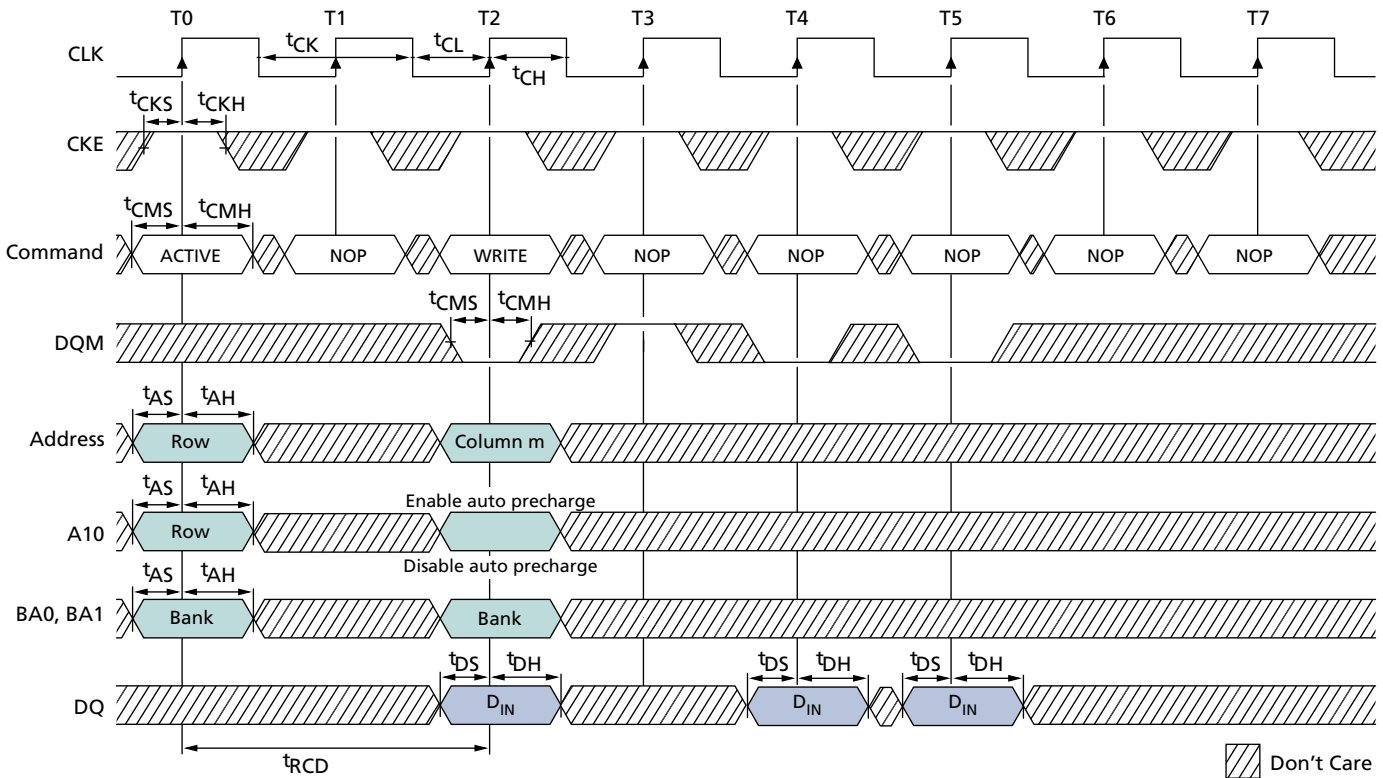 T0 T1 T2 T3 T4 T5 T6 T7
CLK
tCK tCL
tCH
tCKS tCKH
CKE
tCMS tCMH
Command ACTIVE NOP WRITE NOP NOP NOP NOP NOP
tCMS tCMH
DQM
tAS tAH
Address Row Column m
tAS tAH Enable auto precharge
A10 Row
Disable auto precharge
tAS tAH
BA0, BA1 Bank Bank
tDS tDH tDS tDH tDS tDH
DQ DIN DIN DIN
tRCD
Don't Care